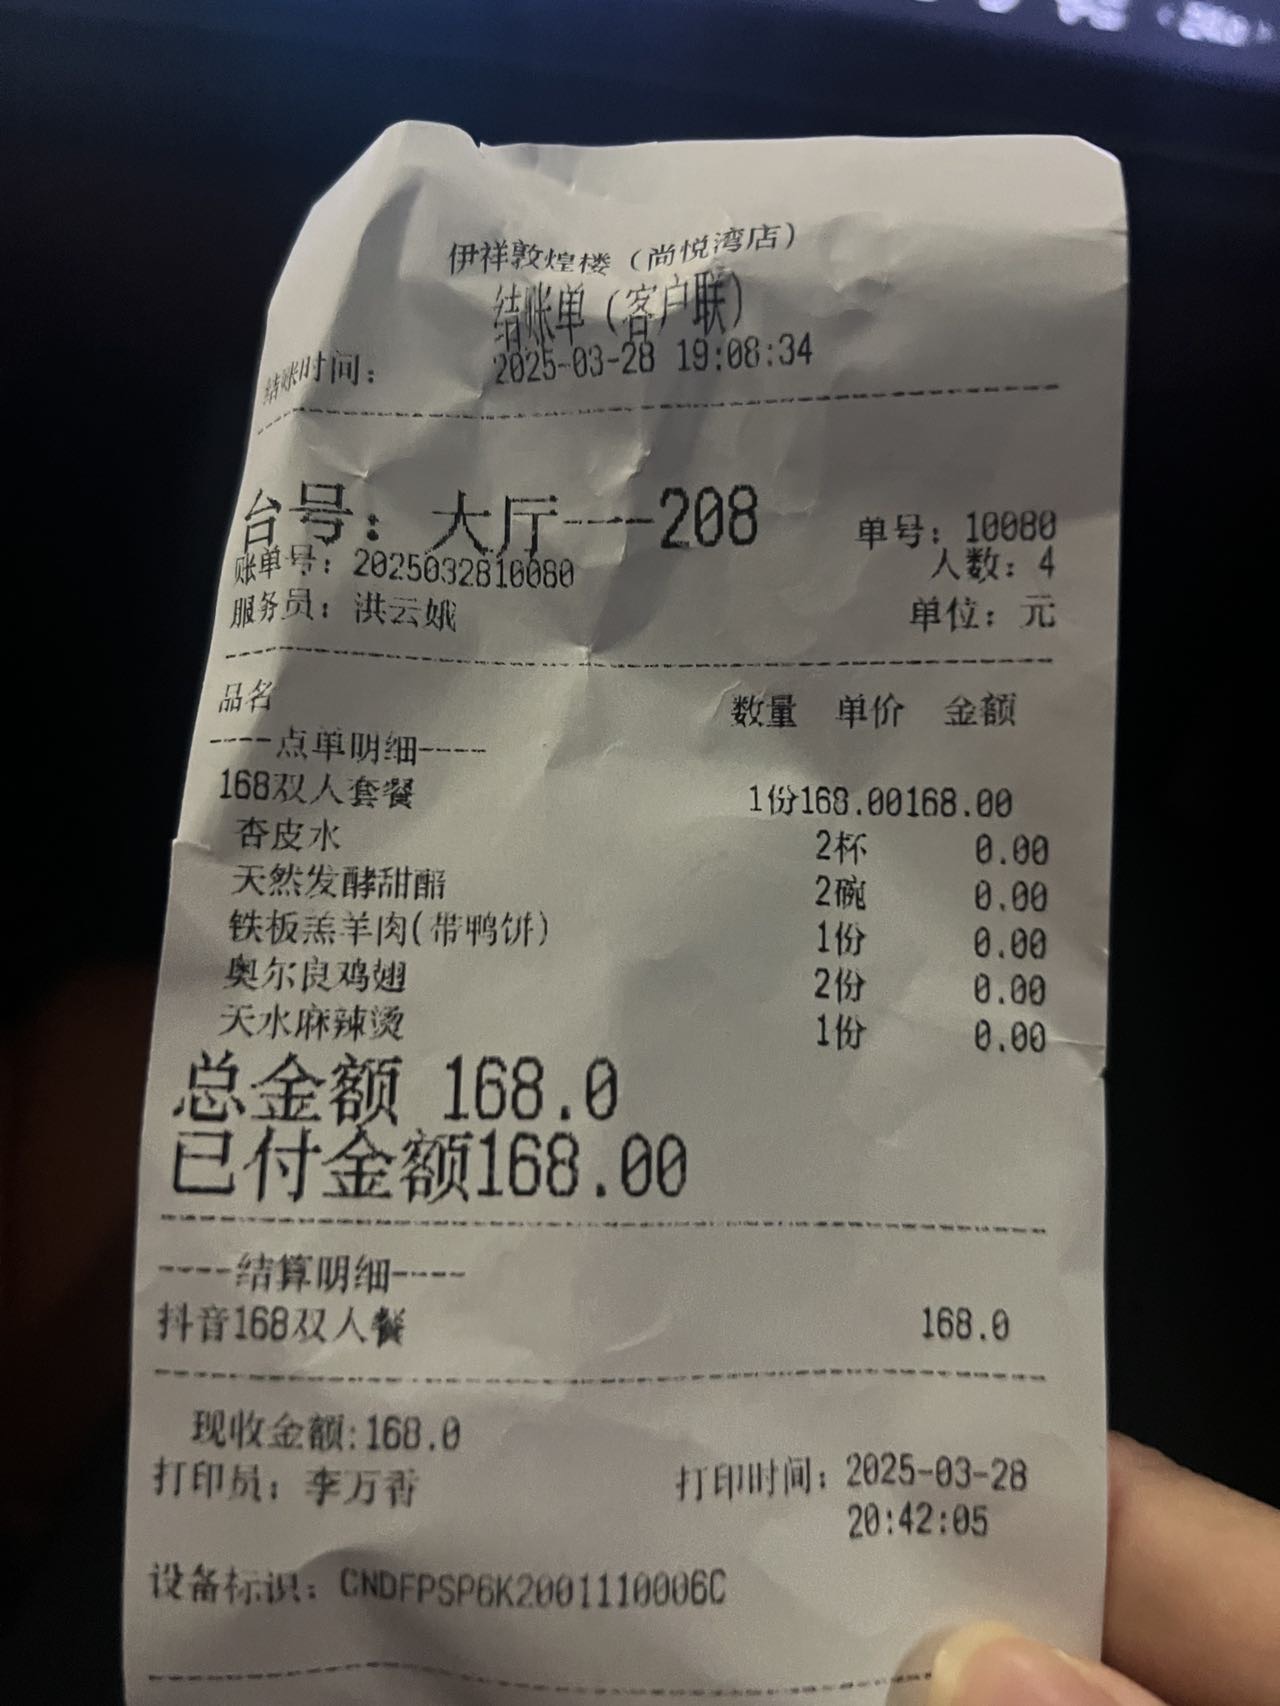 伊祥敦煌楼（尚悦湾店）
结账单（客户联）
结账时间： 2025-03-28 19:08:34
台号： 大厅---208 单号：10080
账单号：2025032810080 人数：4
服务员：洪云娥 单位：元
品名 数量 单价 金额
----点单明细----
168双人套餐 1份168.00168.00
杏皮水 2杯 0.00
天然发酵甜醅 2碗 0.00
铁板羔羊肉(带鸭饼) 1份 0.00
奥尔良鸡翅 2份 0.00
天水麻辣烫 1份 0.00
总金额 168.0
已付金额168.00
----结算明细----
抖音168双人餐 168.0
现收金额:168.0
打印员：李万香 打印时间：2025-03-28
20:42:05
设备标识：CNDFPSP6K2001110006C